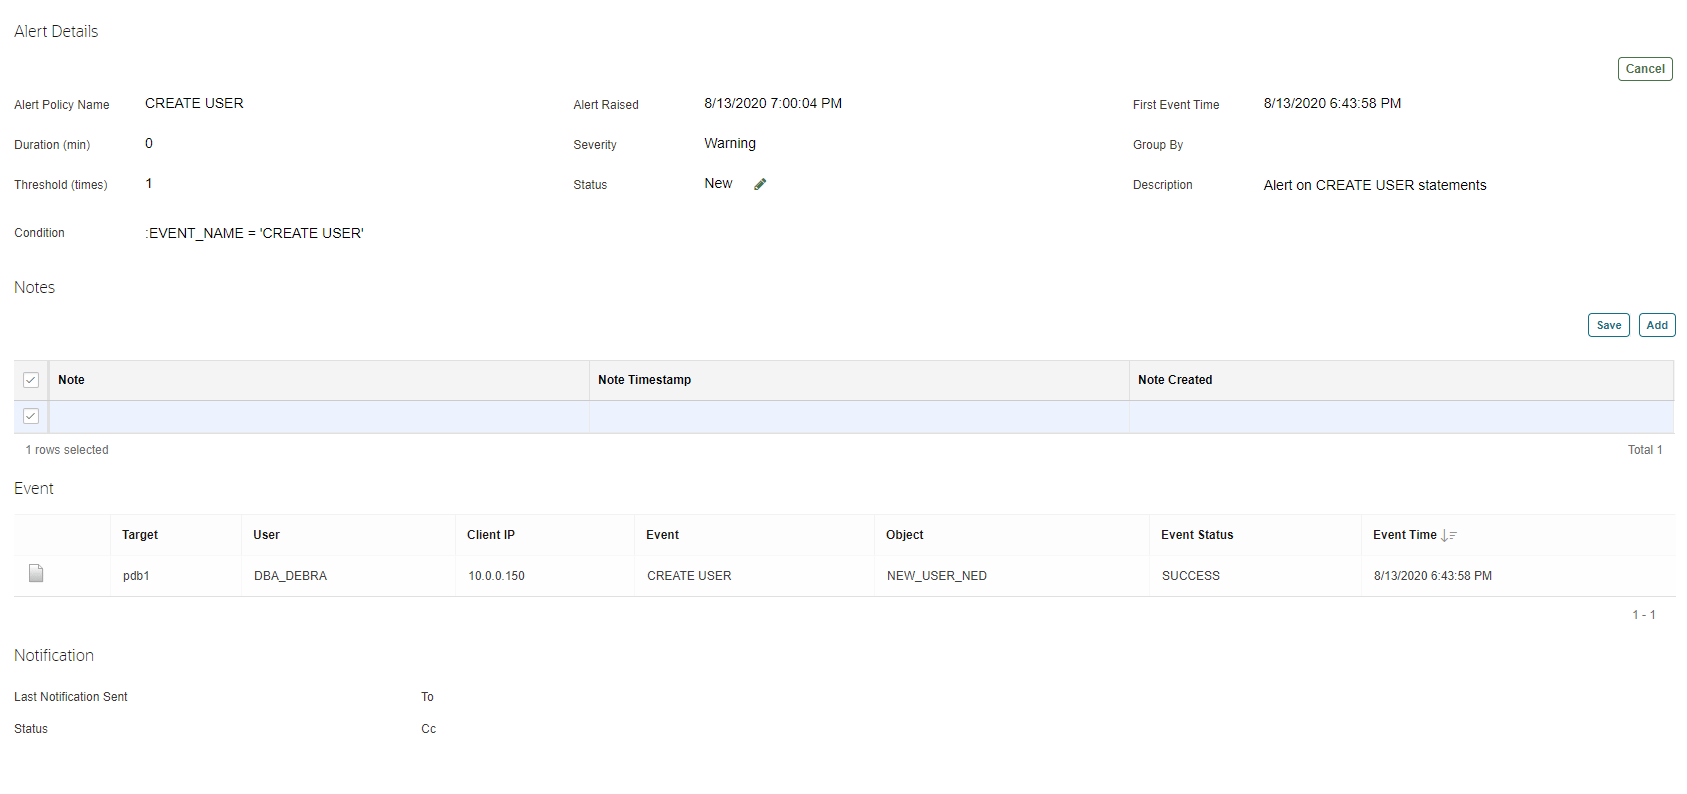 Alert Details
Cancel
Alert Policy Name CREATE USER Alert Raised 8/13/2020 7:00:04 PM First Event Time 8/13/2020 6:43:58 PM
Duration (min) 0 Severity Warning Group By
Threshold (times) 1 Status New Description Alert on CREATE USER statements
Condition :EVENT_NAME = 'CREATE USER'
Notes
Save Add
Note Note Timestamp Note Created
1 rows selected Total 1
Event
Target User Client IP Event Object Event Status Event Time
pdb1 DBA_DEBRA 10.0.0.150 CREATE USER NEW_USER_NED SUCCESS 8/13/2020 6:43:58 PM
1 - 1
Notification
Last Notification Sent To
Status Cc